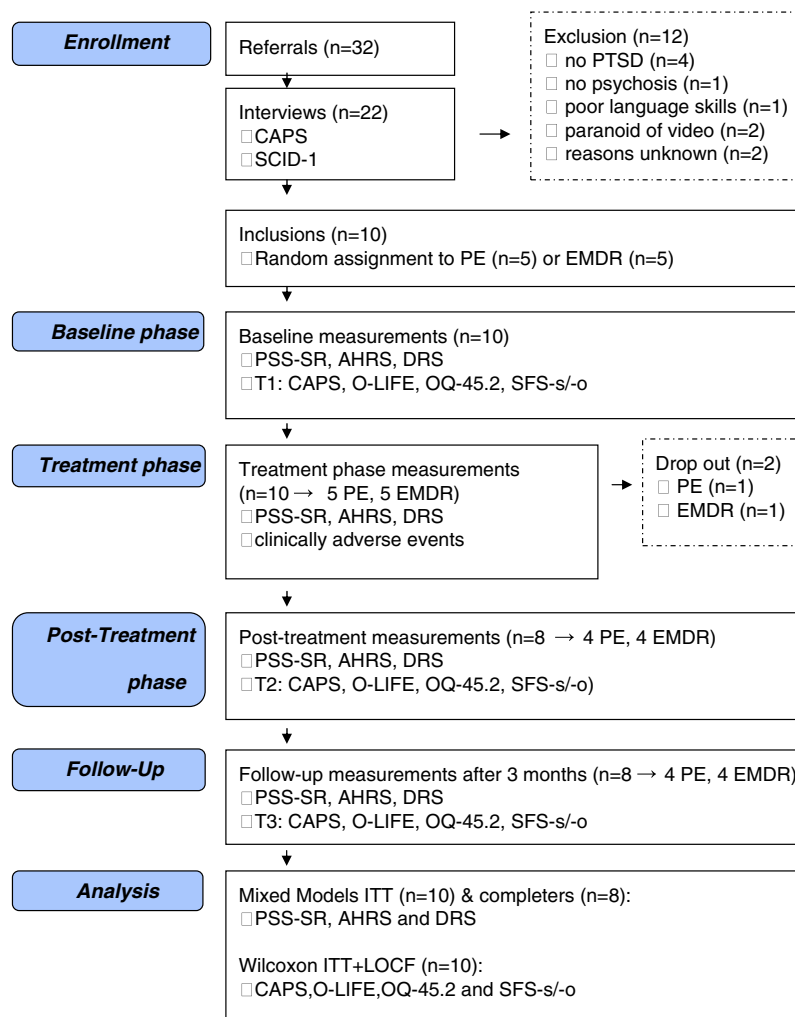 Enrollment
Referrals (n=32)
Interviews (n=22)
□CAPS
□SCID-1
Exclusion (n=12)
□ no PTSD (n=4)
□ no psychosis (n=1)
□ poor language skills (n=1)
□ paranoid of video (n=2)
□ reasons unknown (n=2)
Inclusions (n=10)
□Random assignment to PE (n=5) or EMDR (n=5)
Baseline phase
Baseline measurements (n=10)
□PSS-SR, AHRS, DRS
□T1: CAPS, O-LIFE, OQ-45.2, SFS-s/-o
Treatment phase
Treatment phase measurements
(n=10 → 5 PE, 5 EMDR)
□PSS-SR, AHRS, DRS
□clinically adverse events
Drop out (n=2)
□ PE (n=1)
□ EMDR (n=1)
Post-Treatment
phase
Post-treatment measurements (n=8 → 4 PE, 4 EMDR)
□PSS-SR, AHRS, DRS
□T2: CAPS, O-LIFE, OQ-45.2, SFS-s/-o)
Follow-Up
Follow-up measurements after 3 months (n=8 → 4 PE, 4 EMDR)
□PSS-SR, AHRS, DRS
□T3: CAPS, O-LIFE, OQ-45.2, SFS-s/-o
Analysis
Mixed Models ITT (n=10) & completers (n=8):
□PSS-SR, AHRS and DRS
Wilcoxon ITT+LOCF (n=10):
□CAPS,O-LIFE,OQ-45.2 and SFS-s/-o